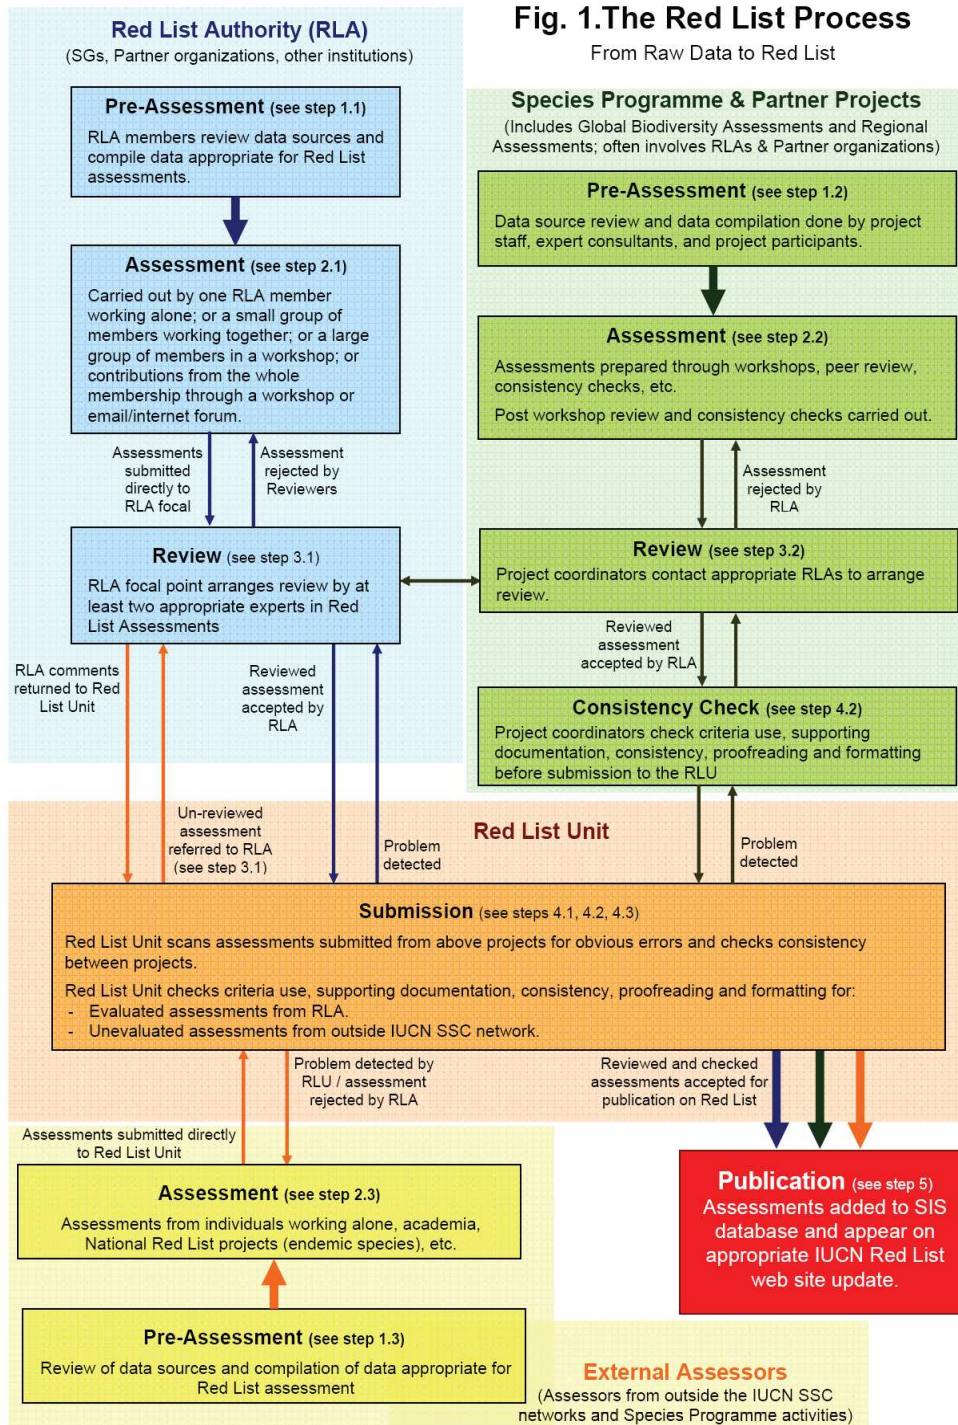 Fig. 1.The Red List Process
From Raw Data to Red List
Red List Authority (RLA)
(SGs, Partner organizations, other institutions)
Pre-Assessment (see step 1.1)
RLA members review data sources and
compile data appropriate for Red List
assessments.
Assessment (see step 2.1)
Carried out by one RLA member
working alone; or a small group of
members working together; or a large
group of members in a workshop; or
contributions from the whole
membership through a workshop or
email/internet forum.
Assessments
submitted
directly to
RLA focal
Assessment
rejected by
Reviewers
Review (see step 3.1)
RLA focal point arranges review by at
least two appropriate experts in Red
List Assessments
RLA comments
returned to Red
List Unit
Reviewed
assessment
accepted by
RLA
Species Programme & Partner Projects
(Includes Global Biodiversity Assessments and Regional
Assessments; often involves RLAs & Partner organizations)
Pre-Assessment (see step 1.2)
Data source review and data compilation done by project
staff, expert consultants, and project participants.
Assessment (see step 2.2)
Assessments prepared through workshops, peer review,
consistency checks, etc.
Post workshop review and consistency checks carried out.
Assessment
rejected by
RLA
Review (see step 3.2)
Project coordinators contact appropriate RLAs to arrange
review.
Reviewed
assessment
accepted by RLA
Consistency Check (see step 4.2)
Project coordinators check criteria use, supporting
documentation, consistency, proofreading and formatting
before submission to the RLU
Red List Unit
Un-reviewed
assessment
referred to RLA
(see step 3.1)
Problem
detected
Problem
detected
Submission (see steps 4.1, 4.2, 4.3)
Red List Unit scans assessments submitted from above projects for obvious errors and checks consistency
between projects.
Red List Unit checks criteria use, supporting documentation, consistency, proofreading and formatting for:
- Evaluated assessments from RLA.
- Unevaluated assessments from outside IUCN SSC network.
Problem detected by
RLU / assessment
rejected by RLA
Reviewed and checked
assessments accepted for
publication on Red List
Assessments submitted directly
to Red List Unit
Assessment (see step 2.3)
Assessments from individuals working alone, academia,
National Red List projects (endemic species), etc.
Publication (see step 5)
Assessments added to SIS
database and appear on
appropriate IUCN Red List
web site update.
Pre-Assessment (see step 1.3)
Review of data sources and compilation of data appropriate for
Red List assessment
External Assessors
(Assessors from outside the IUCN SSC
networks and Species Programme activities)